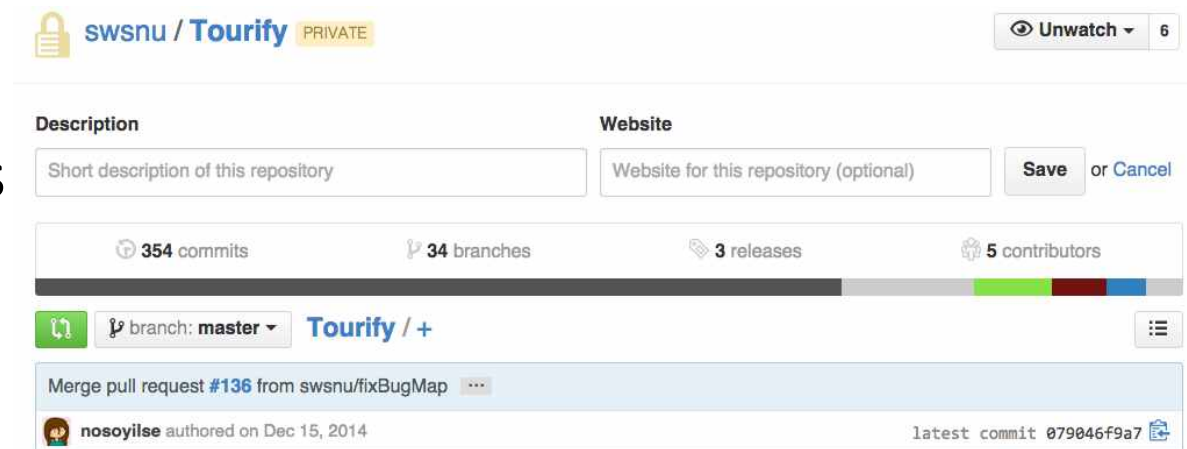 swsnu / Tourify PRIVATE
Unwatch 6
Description
Website
s
Short description of this repository
Website for this repository (optional)
Save or Cancel
354 commits
34 branches
3 releases
5 contributors
branch: master
Tourify / +
Merge pull request #136 from swsnu/fixBugMap ...
nosoyilse authored on Dec 15, 2014
latest commit 079046f9a7